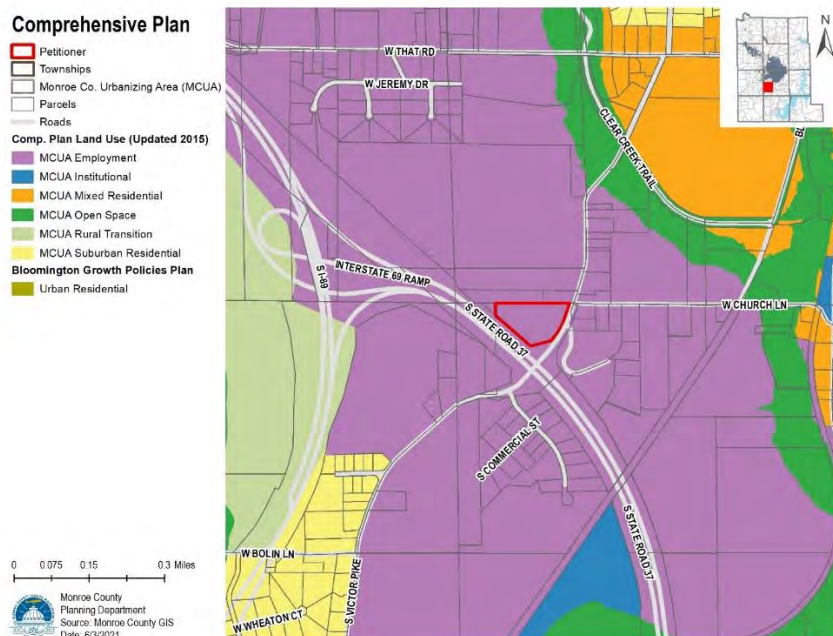 Comprehensive Plan
Petitioner
Townships
Monroe Co. Urbanizing Area (MCUA)
Parcels
Roads
Comp. Plan Land Use (Updated 2015)
MCUA Employment
MCUA Institutional
MCUA Mixed Residential
MCUA Open Space
MCUA Rural Transition
MCUA Suburban Residential
Bloomington Growth Policies Plan
Urban Residential
0 0.075 0.15 0.3 Miles
Monroe County
Planning Department
Source: Monroe County GIS
Date: 6/3/2021
N
W THAT RD
W JEREMY DR
CLEAR CREEK TRAIL
INTERSTATE 69 RAMP
S I-69
S STATE ROAD 37
W CHURCH LN
S COMMERCIAL ST
S STATE ROAD 37
W BOLIN LN
S VICTOR PIKE
W WHEATON CT